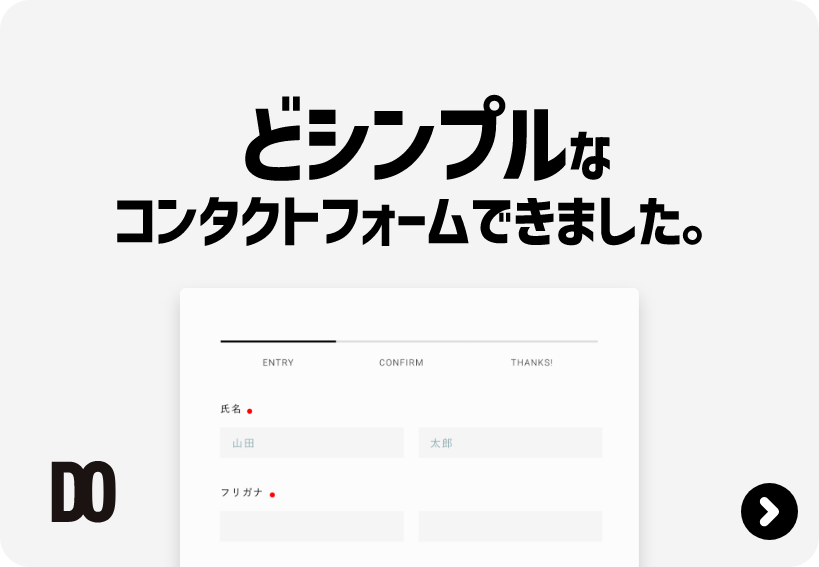 どシンプルな
コンタクトフォームできました。
ENTRY CONFIRM THANKS!
氏名
山田 太郎
フリガナ
DO